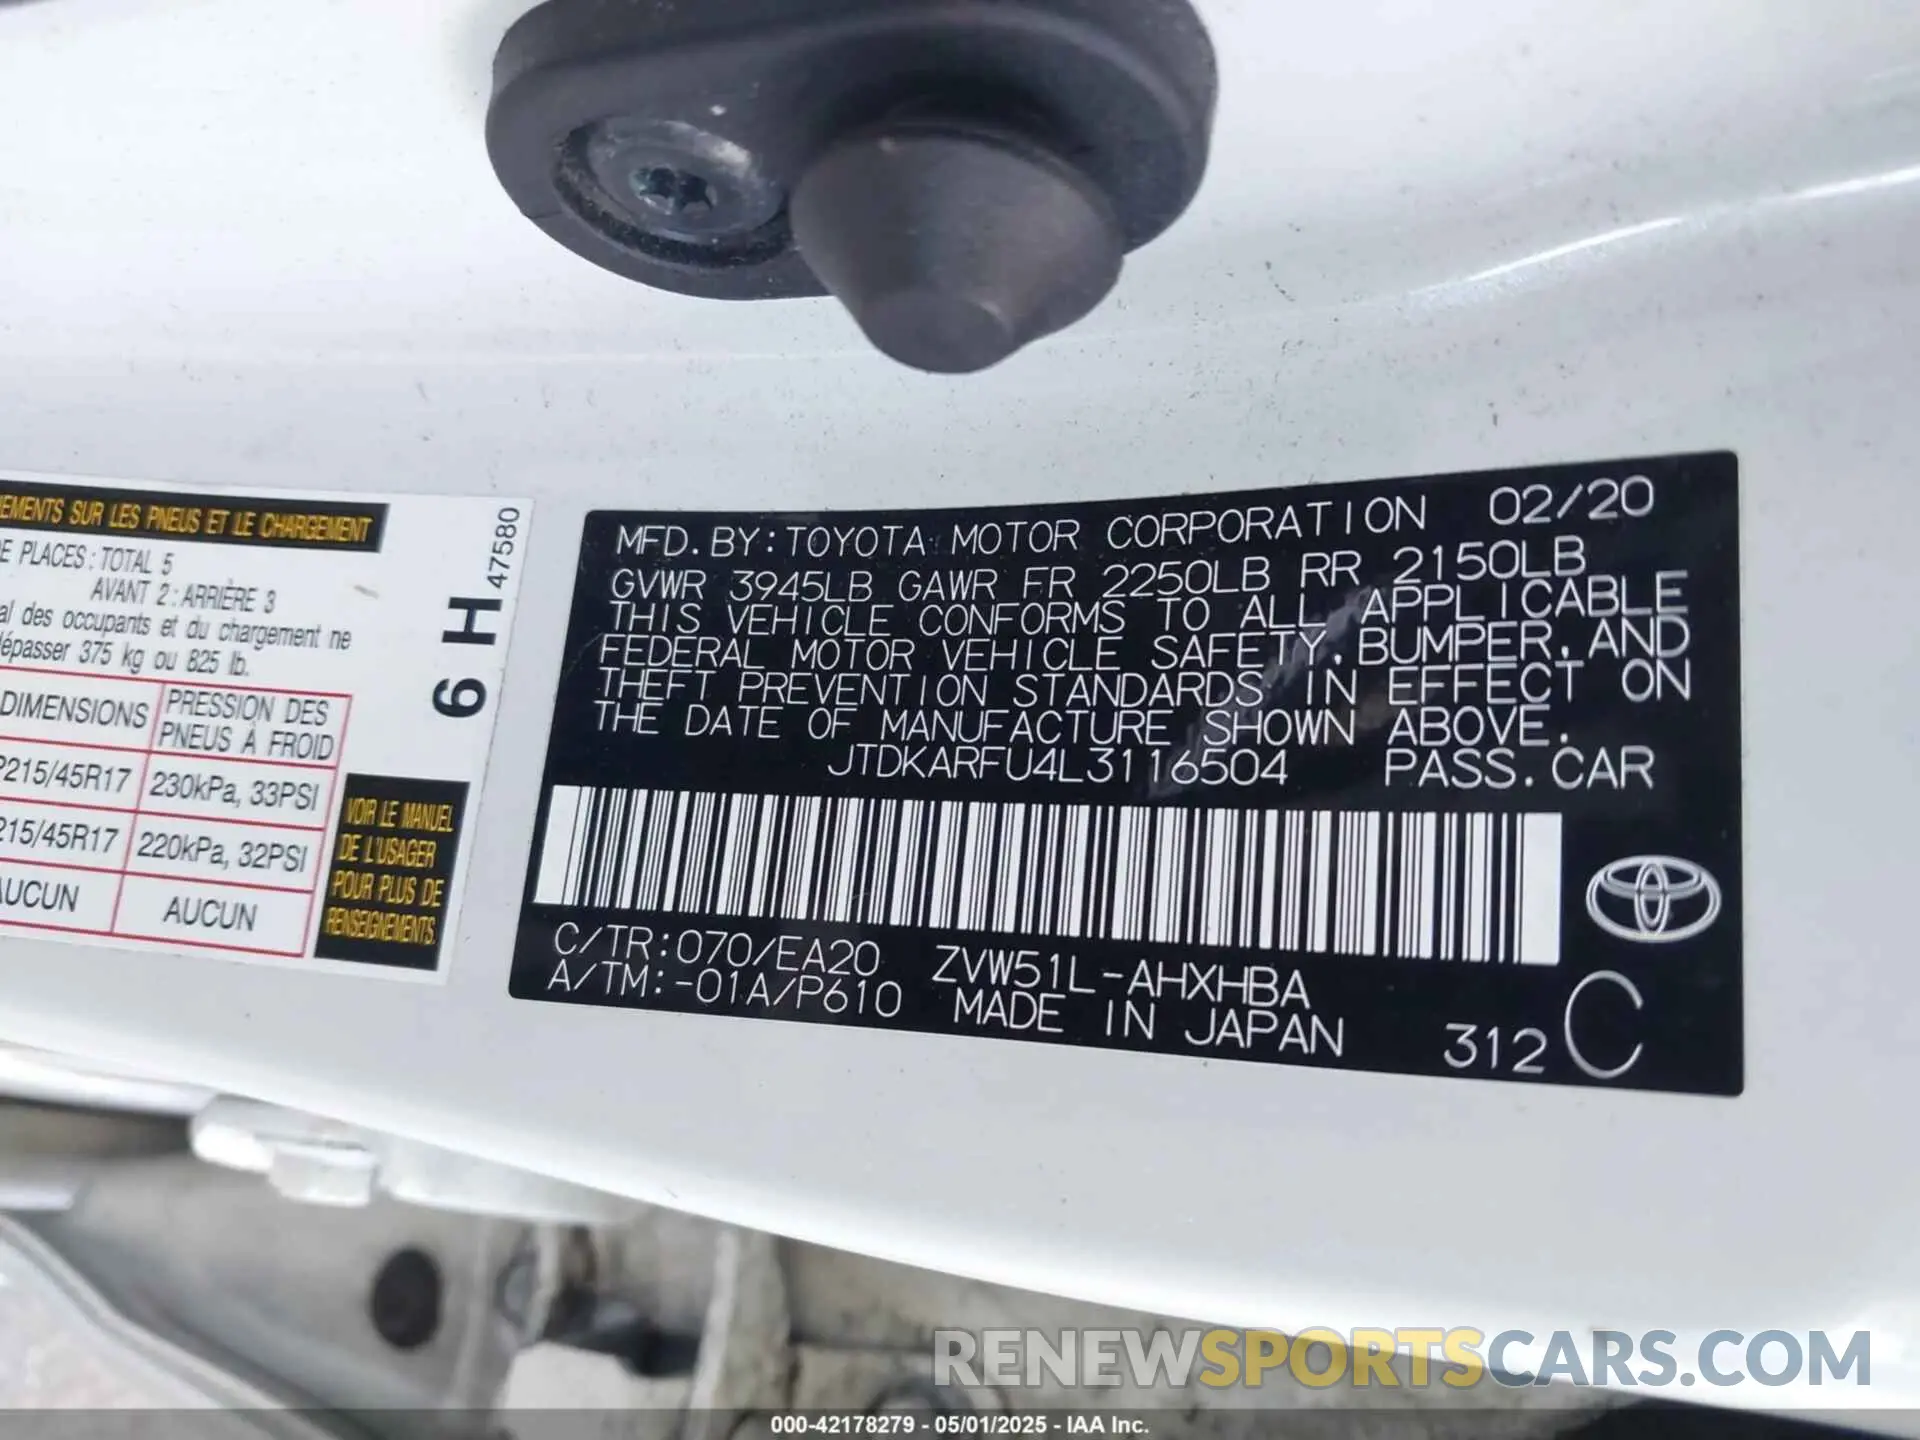 SUR LES PNEUS ET LE CHARGEMENT
PLACES : TOTAL 5
AVANT 2 : ARRIÈRE 3
des occupants et du chargement ne
dépasser 375 kg ou 825 lb.
DIMENSIONS PRESSION DES PNEUS À FROID
P215/45R17 230kPa, 33PSI
215/45R17 220kPa, 32PSI
AUCUN AUCUN
VOIR LE MANUEL
DE L'USAGER
POUR PLUS DE
RENSEIGNEMENTS.
6 H 47580
MFD. BY: TOYOTA MOTOR CORPORATION 02/20
GVWR 3945LB GAWR FR 2250LB RR 2150LB
THIS VEHICLE CONFORMS TO ALL APPLICABLE
FEDERAL MOTOR VEHICLE SAFETY, BUMPER, AND
THEFT PREVENTION STANDARDS IN EFFECT ON
THE DATE OF MANUFACTURE SHOWN ABOVE.
JTDKARFU4L3116504 PASS. CAR
C/TR: 070/EA20 ZVW51L-AHXHBA
A/TM: -01A/P610 MADE IN JAPAN 312 C
RENEWSPORTSCARS.COM
000-42178279 - 05/01/2025 - IAA Inc.